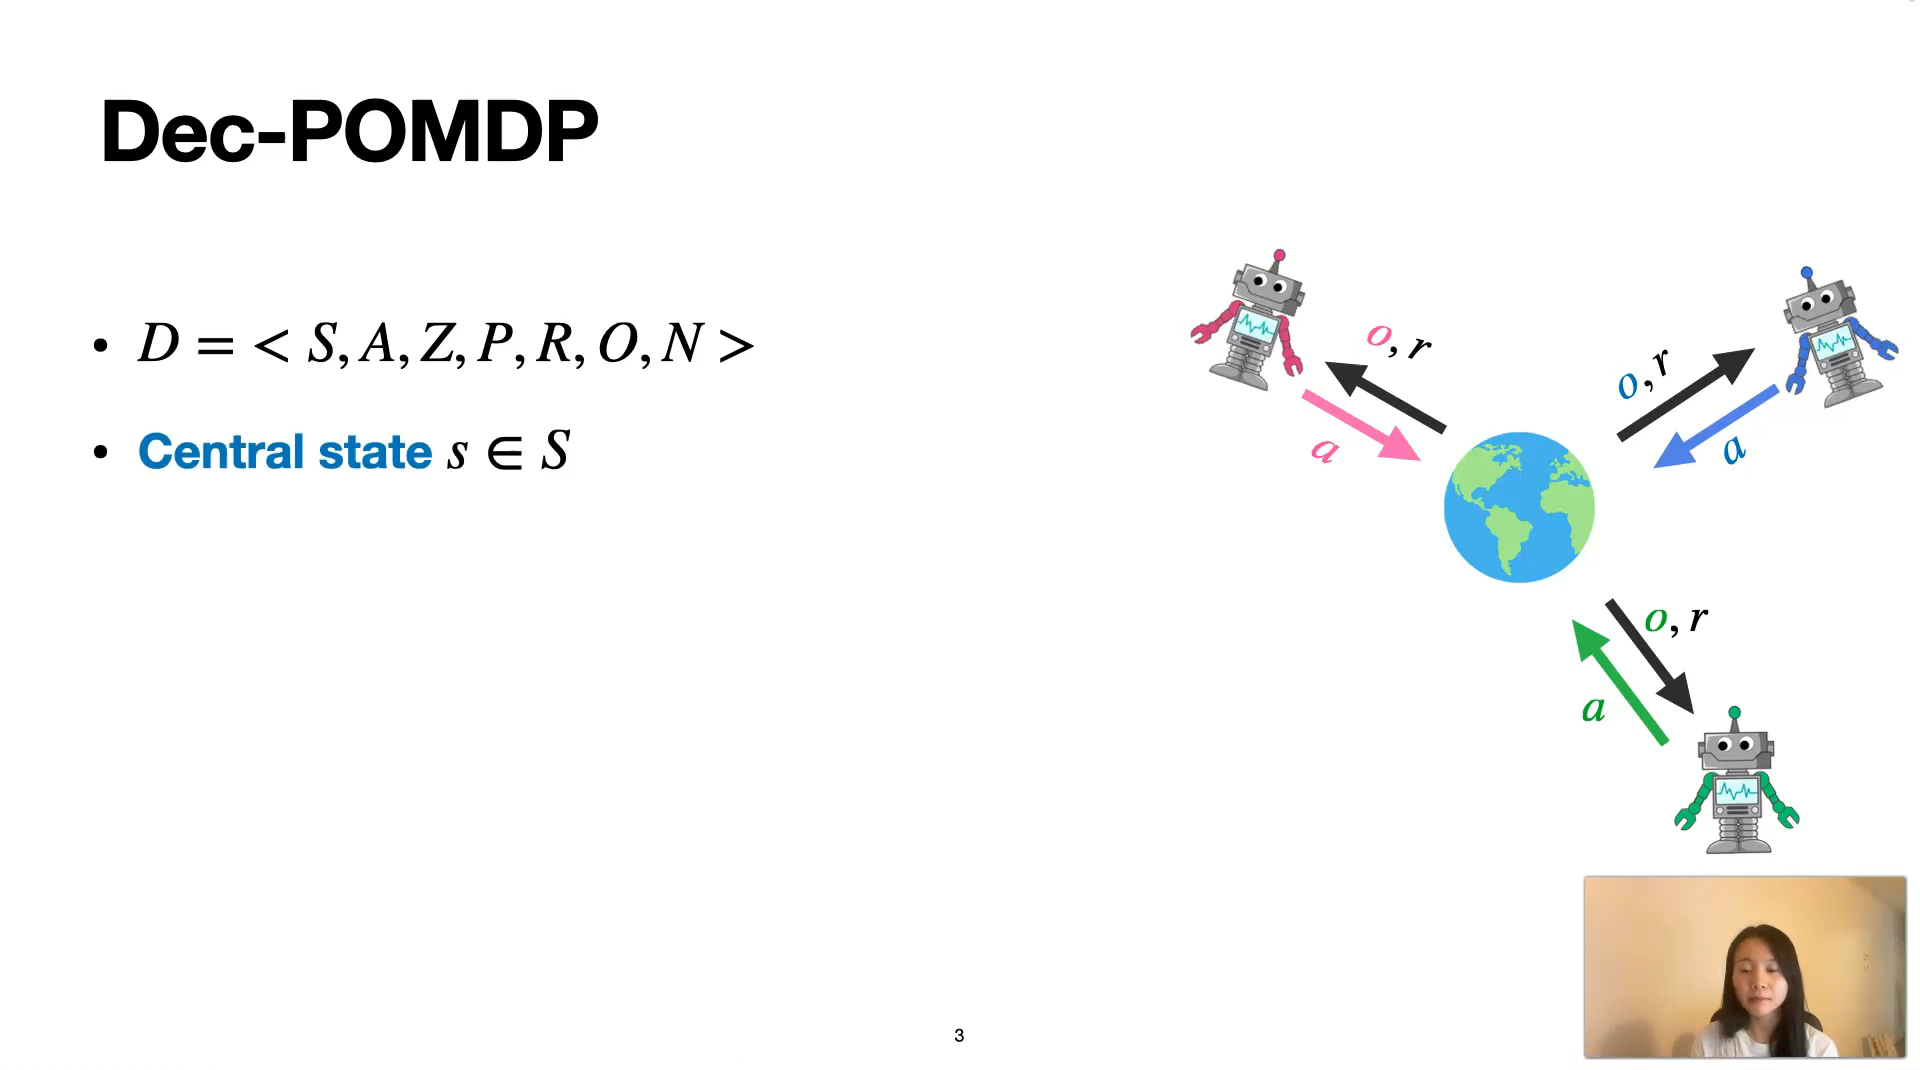 Dec-POMDP
• D = < S, A, Z, P, R, O, N >
• Central state s ∈ S
o, r
a
o, r
a
o, r
a
3